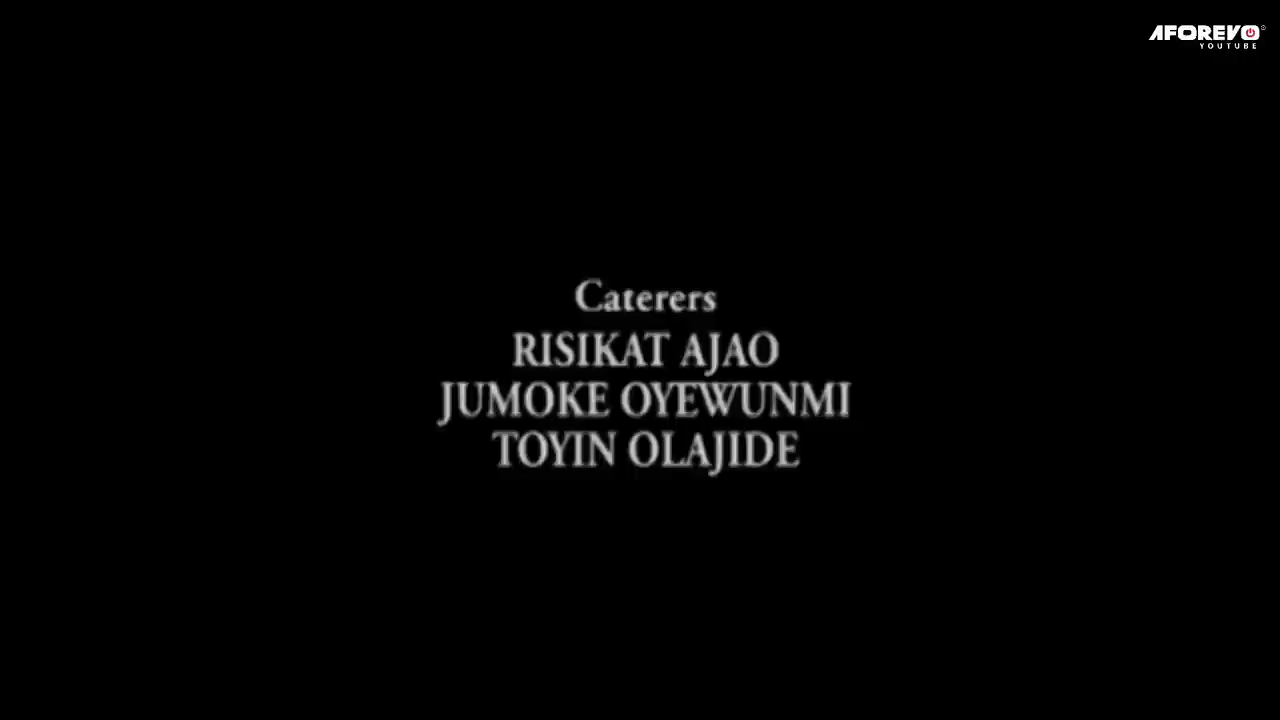 AFOREVO
YOUTUBE
Caterers
RISIKAT AJAO
JUMOKE OYEWUNMI
TOYIN OLAJIDE